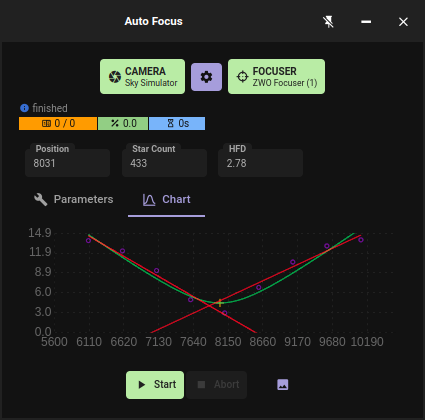 Auto Focus
CAMERA
Sky Simulator
FOCUSER
ZWO Focuser (1)
finished
0 / 0
0.0
0s
Position
8031
Star Count
433
HFD
2.78
Parameters
Chart
14.9
11.9
8.9
6.0
3.0
0.0
5600 6110 6620 7130 7640 8150 8660 9170 9680 10190
Start
Abort